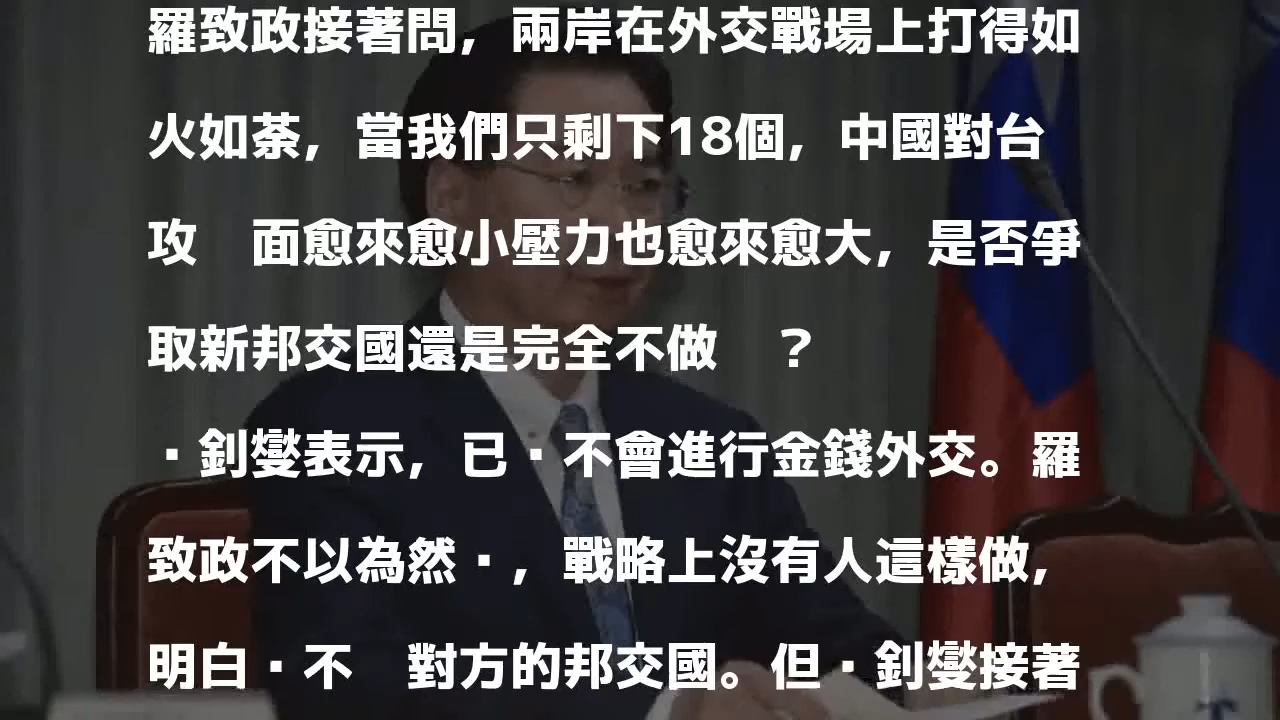 羅致政接著問，兩岸在外交戰場上打得如
火如荼，當我們只剩下18個，中國對台
攻　面愈來愈小壓力也愈來愈大，是否爭
取新邦交國還是完全不做　？
·釗燮表示，已·不會進行金錢外交。羅
致政不以為然·，戰略上沒有人這樣做，
明白·不　對方的邦交國。但·釗燮接著